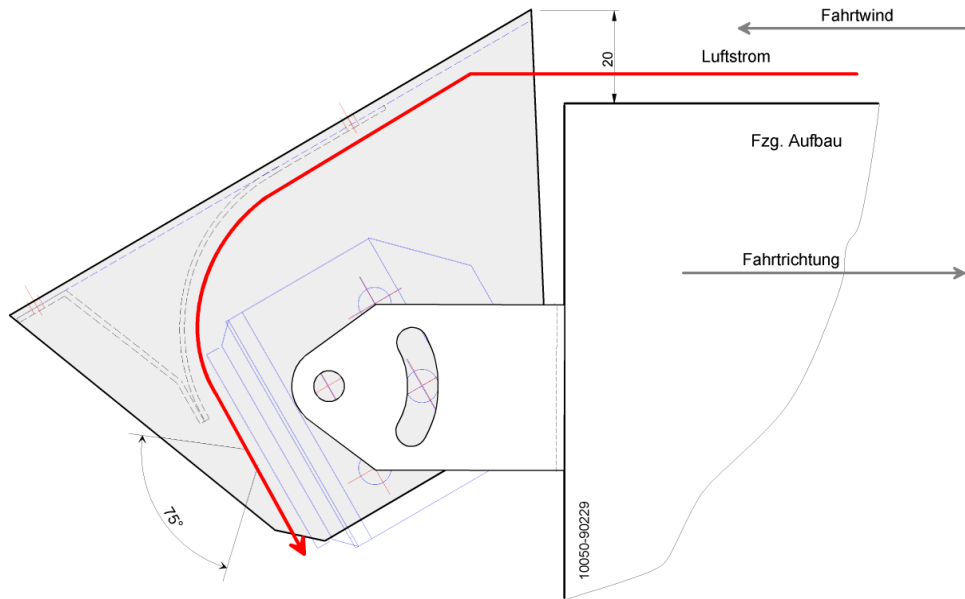 Fahrtwind
Luftstrom
20
Fzg. Aufbau
Fahrtrichtung
75°
10050-90229